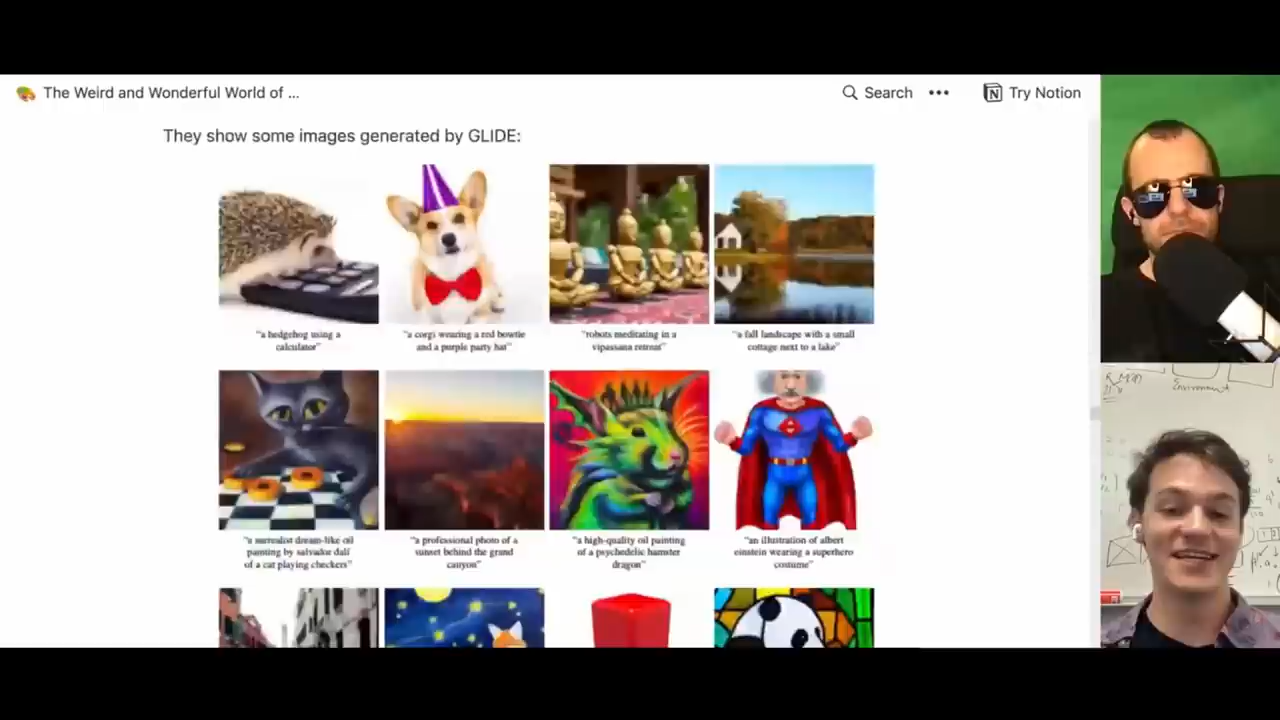 The Weird and Wonderful World of ...
Search
Try Notion
They show some images generated by GLIDE:
"a hedgehog using a
calculator"
"a corgi wearing a red bowtie
and a purple party hat"
"robots meditating in a
vipassana retreat"
"a fall landscape with a small
cottage next to a lake"
"a surrealist dream-like oil
painting by salvador dalí
of a cat playing checkers"
"a professional photo of a
sunset behind the grand
canyon"
"a high-quality oil painting
of a psychedelic hamster
dragon"
"an illustration of albert
einstein wearing a superhero
costume"
Environment